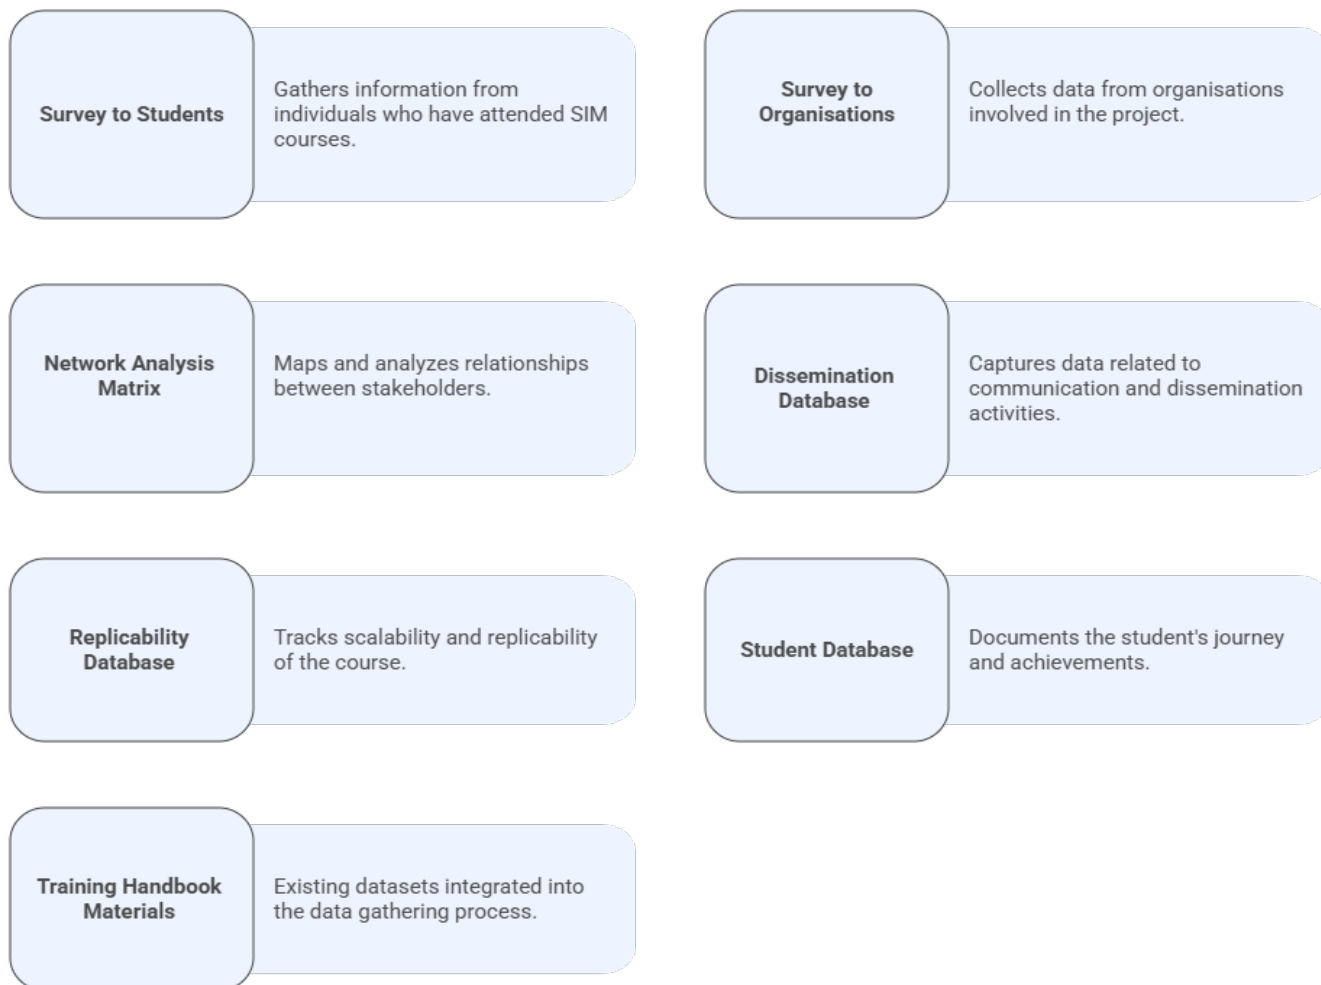 Survey to Students
Gathers information from
individuals who have attended SIM
courses.
Survey to
Organisations
Collects data from organisations
involved in the project.
Network Analysis
Matrix
Maps and analyzes relationships
between stakeholders.
Dissemination
Database
Captures data related to
communication and dissemination
activities.
Replicability
Database
Tracks scalability and replicability
of the course.
Student Database
Documents the student's journey
and achievements.
Training Handbook
Materials
Existing datasets integrated into
the data gathering process.